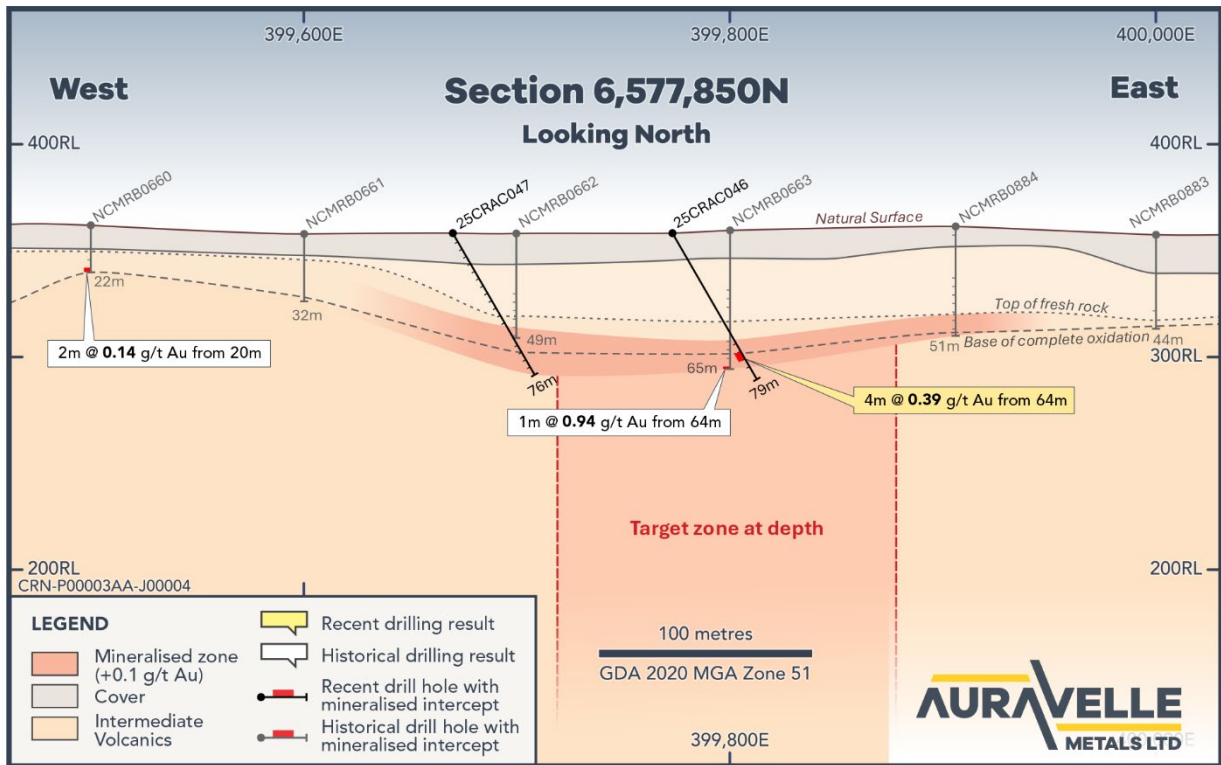 399,600E
399,800E
400,000E
West
Section 6,577,850N
East
Looking North
400RL
400RL
NCMRB0660
NCMRB0661
25CRAC047
NCMRB0662
25CRAC046
NCMRB0663
NCMRB0884
NCMRB0883
Natural Surface
22m
32m
Top of fresh rock
49m
51m
Base of complete oxidation
44m
2m @ 0.14 g/t Au from 20m
300RL
65m
76m
79m
4m @ 0.39 g/t Au from 64m
1m @ 0.94 g/t Au from 64m
Target zone at depth
200RL
200RL
CRN-P00003AA-J00004
LEGEND
Mineralised zone
(+0.1 g/t Au)
Cover
Intermediate
Volcanics
Recent drilling result
Historical drilling result
Recent drill hole with
mineralised intercept
Historical drill hole with
mineralised intercept
100 metres
GDA 2020 MGA Zone 51
399,800E
AURAVELLE
METALS LTD